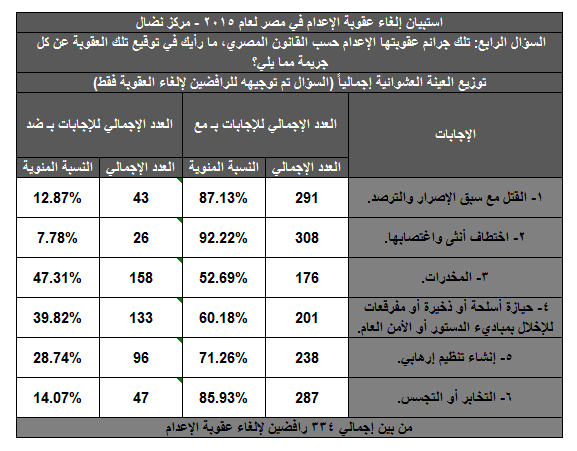 استبيان إلغاء عقوبة الإعدام في مصر لعام ٢٠١٥ - مركز نضال
السؤال الرابع: تلك جرائم عقوبتها الإعدام حسب القانون المصري، ما رأيك في توقيع تلك العقوبة عن كل
جريمة مما يلي؟
توزيع العينة العشوائية إجمالياً (السؤال تم توجيهه للرافضين لإلغاء العقوبة فقط)
الإجابات العدد الإجمالي للإجابات بـ مع العدد الإجمالي للإجابات بـ ضد
العدد الإجمالي النسبة المئوية العدد الإجمالي النسبة المئوية
١- القتل مع سبق الإصرار والترصد. 291 87.13% 43 12.87%
٢- اختطاف أنثى واغتصابها. 308 92.22% 26 7.78%
٣- المخدرات. 176 52.69% 158 47.31%
٤- حيازة أسلحة أو ذخيرة أو مفرقعات
للإخلال بمباديء الدستور أو الأمن العام. 201 60.18% 133 39.82%
٥- إنشاء تنظيم إرهابي. 238 71.26% 96 28.74%
٦- التخابر أو التجسس. 287 85.93% 47 14.07%
من بين إجمالي ٣٣٤ رافضين لإلغاء عقوبة الإعدام